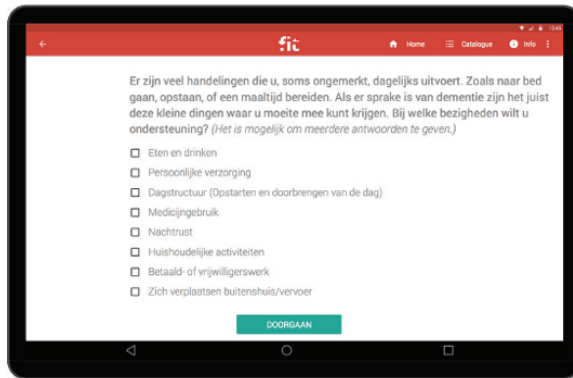 15:45
fit Home Catalogue Info
Er zijn veel handelingen die u, soms ongemerkt, dagelijks uitvoert. Zoals naar bed
gaan, opstaan, of een maaltijd bereiden. Als er sprake is van dementie zijn het juist
deze kleine dingen waar u moeite mee kunt krijgen. Bij welke bezigheden wilt u
ondersteuning? (Het is mogelijk om meerdere antwoorden te geven.)
Eten en drinken
Persoonlijke verzorging
Dagstructuur (Opstarten en doorbrengen van de dag)
Medicijngebruik
Nachtrust
Huishoudelijke activiteiten
Betaald- of vrijwilligerswerk
Zich verplaatsen buitenshuis/vervoer
DOORGAAN